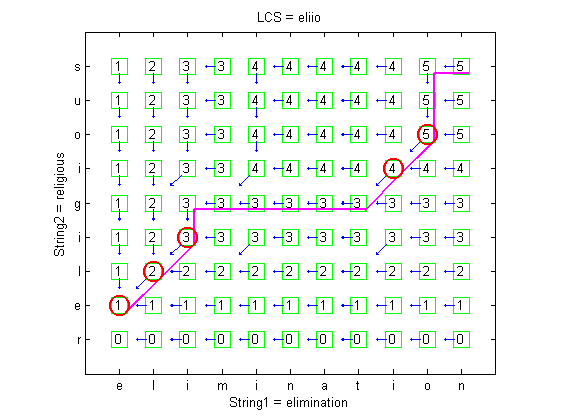 LCS = eliio
s 1 2 3 3 4 4 4 4 4 5 5
u 1 2 3 3 4 4 4 4 4 5 5
o 1 2 3 3 4 4 4 4 4 5 5
i 1 2 3 3 4 4 4 4 4 4 4
g 1 2 3 3 3 3 3 3 3 3 3
i 1 2 3 3 3 3 3 3 3 3 3
l 1 2 2 2 2 2 2 2 2 2 2
e 1 1 1 1 1 1 1 1 1 1 1
r 0 0 0 0 0 0 0 0 0 0 0
e l i m i n a t i o n
String1 = elimination
String2 = religious